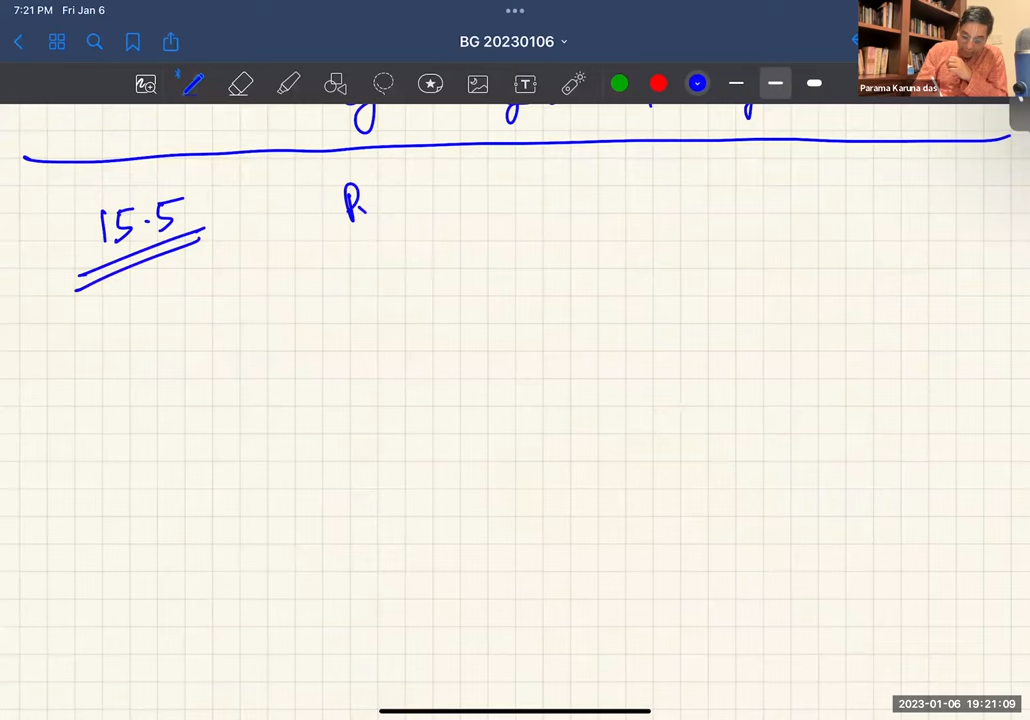 7:21 PM Fri Jan 6
BG 20230106
Parama Karuna das
15.5
R
2023-01-06 19:21:09